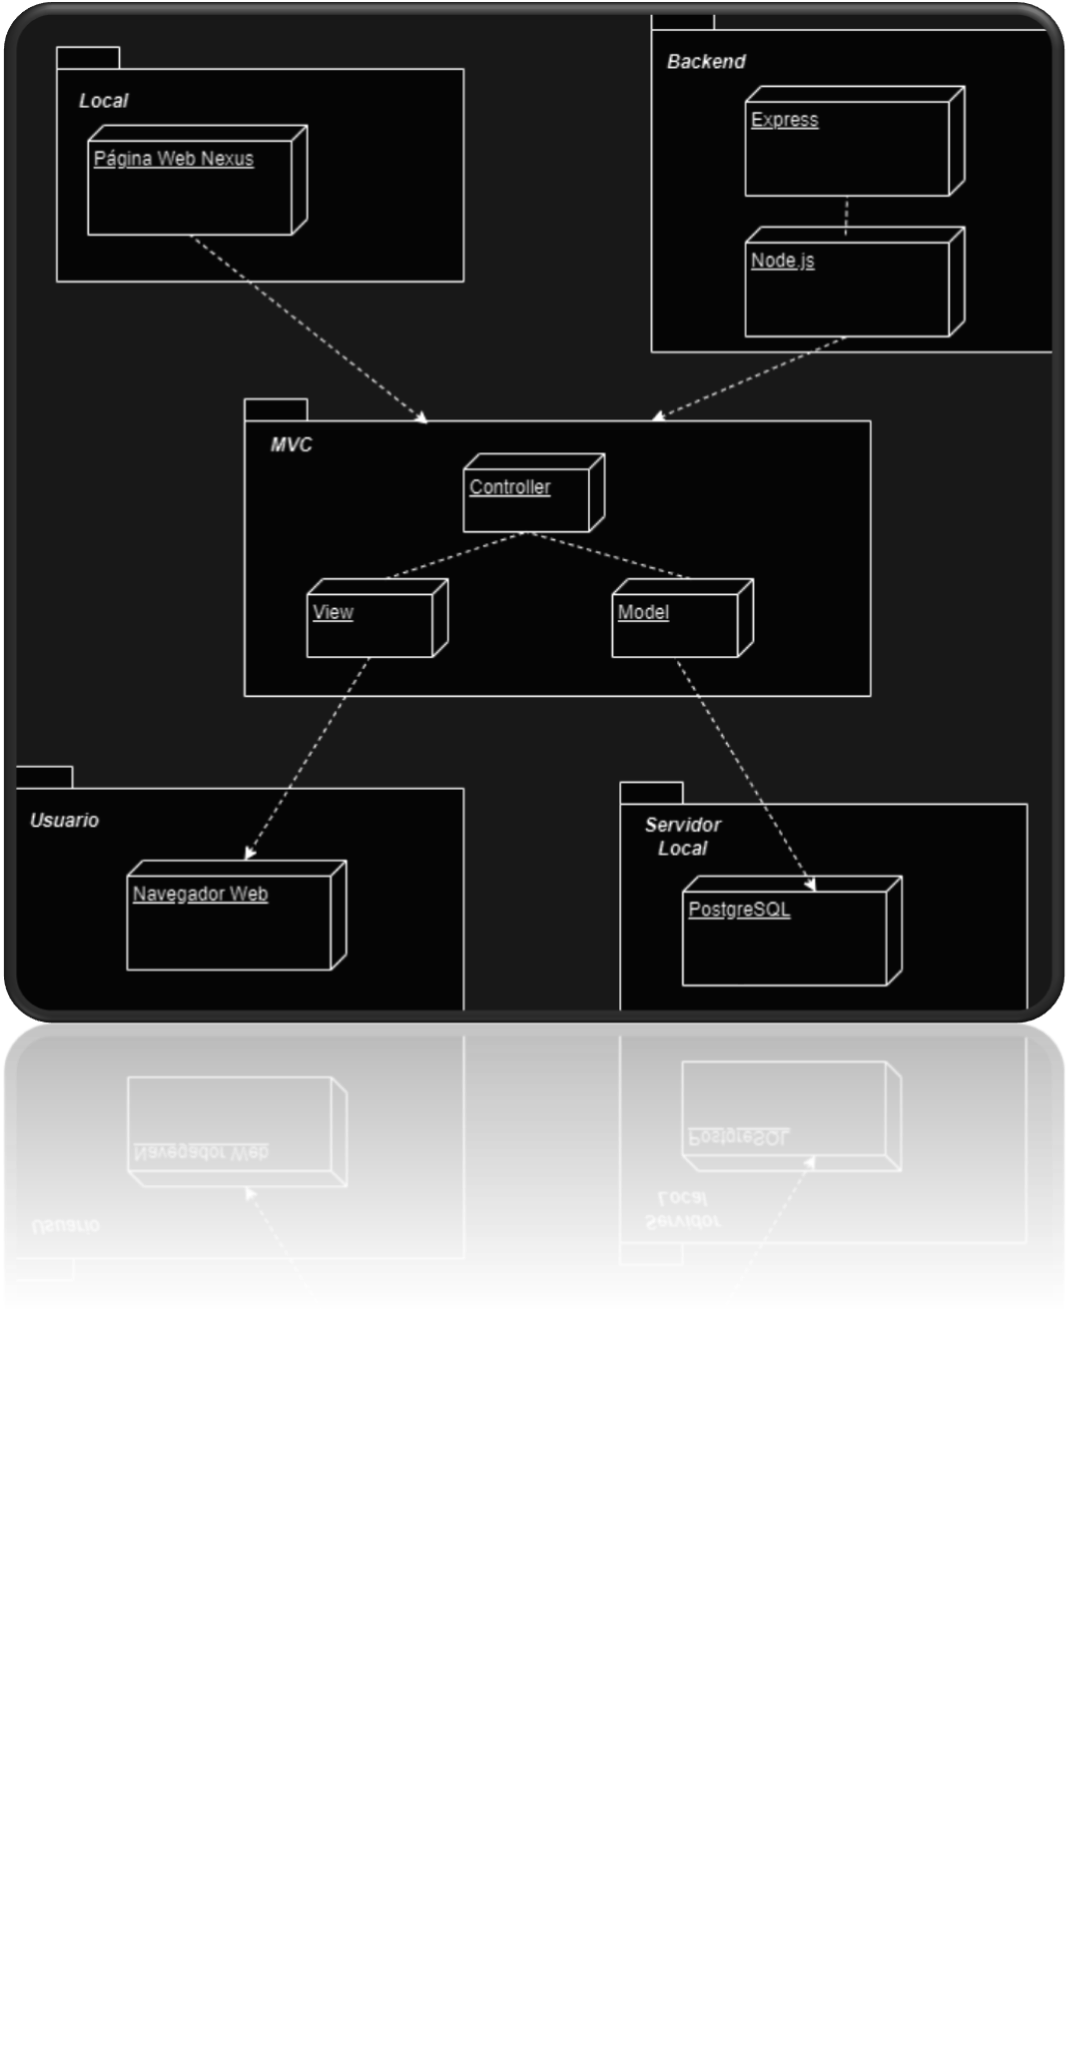 Local
Página Web Nexus
Backend
Express
Node.js
MVC
Controller
View
Model
Usuario
Navegador Web
Servidor
Local
PostgreSQL